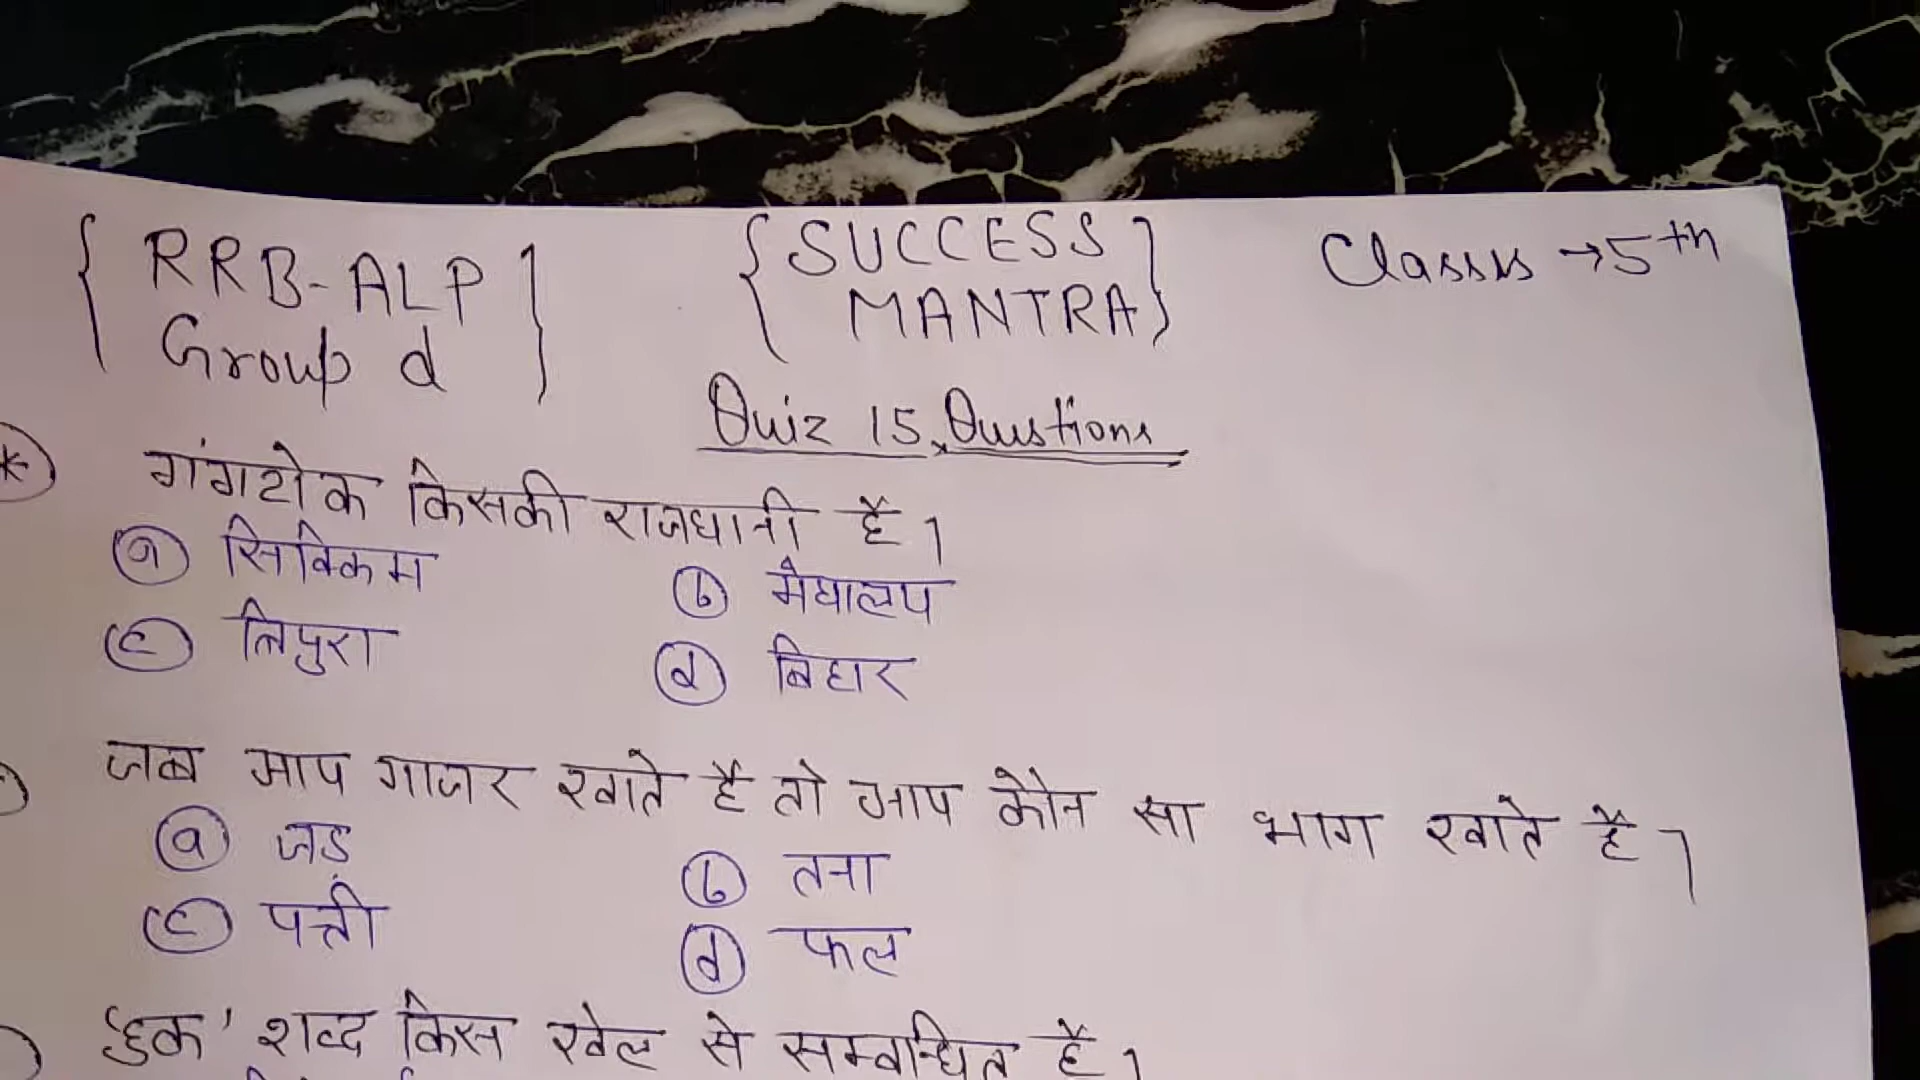 { RRB-ALP
Group d }
{ SUCCESS
MANTRA }
Classes → 5th
Quiz 15 Questions
* गंगटोक किसकी राजधानी है।
(a) सिक्किम
(b) मेघालय
(c) त्रिपुरा
(d) बिहार
जब आप गाजर खाते है तो आप कौन सा भाग खाते है।
(a) जड़
(b) तना
(c) पत्ती
(d) फल
'हुक' शब्द किस खेल से सम्बन्धित है।